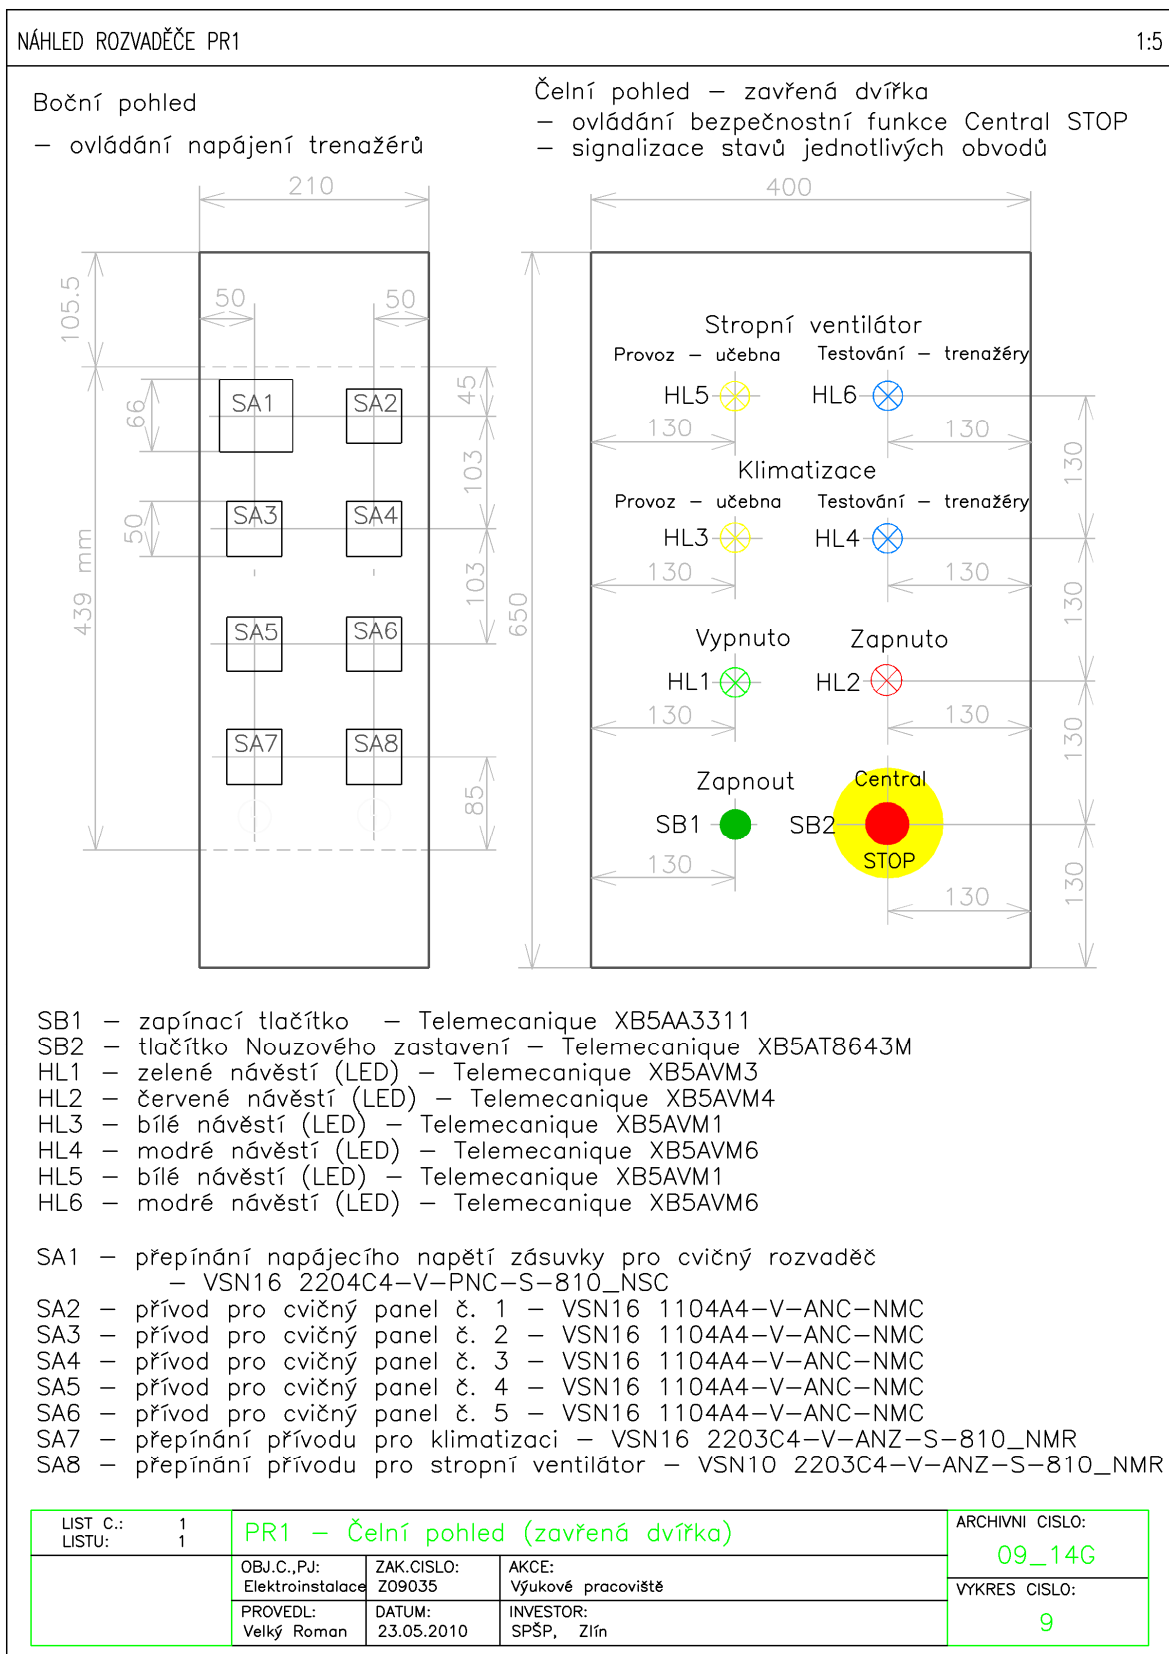 NÁHLED ROZVADĚČE PR1
1:5
Boční pohled
– ovládání napájení trenažérů
Čelní pohled – zavřená dvířka
– ovládání bezpečnostní funkce Central STOP
– signalizace stavů jednotlivých obvodů
210
400
105.5
50
50
Stropní ventilátor
Provoz – učebna
Testování – trenažéry
SA1
SA2
45
66
HL5
HL6
130
130
130
103
Klimatizace
Provoz – učebna
Testování – trenažéry
SA3
SA4
50
HL3
HL4
439 mm
103
130
130
130
650
SA5
SA6
Vypnuto
Zapnuto
HL1
HL2
130
130
130
SA7
SA8
85
Zapnout
Central
SB1
SB2
STOP
130
130
130
SB1 – zapínací tlačítko – Telemecanique XB5AA3311
SB2 – tlačítko Nouzového zastavení – Telemecanique XB5AT8643M
HL1 – zelené návěstí (LED) – Telemecanique XB5AVM3
HL2 – červené návěstí (LED) – Telemecanique XB5AVM4
HL3 – bílé návěstí (LED) – Telemecanique XB5AVM1
HL4 – modré návěstí (LED) – Telemecanique XB5AVM6
HL5 – bílé návěstí (LED) – Telemecanique XB5AVM1
HL6 – modré návěstí (LED) – Telemecanique XB5AVM6
SA1 – přepínání napájecího napětí zásuvky pro cvičný rozvaděč
– VSN16 2204C4–V–PNC–S–810_NSC
SA2 – přívod pro cvičný panel č. 1 – VSN16 1104A4–V–ANC–NMC
SA3 – přívod pro cvičný panel č. 2 – VSN16 1104A4–V–ANC–NMC
SA4 – přívod pro cvičný panel č. 3 – VSN16 1104A4–V–ANC–NMC
SA5 – přívod pro cvičný panel č. 4 – VSN16 1104A4–V–ANC–NMC
SA6 – přívod pro cvičný panel č. 5 – VSN16 1104A4–V–ANC–NMC
SA7 – přepínání přívodu pro klimatizaci – VSN16 2203C4–V–ANZ–S–810_NMR
SA8 – přepínání přívodu pro stropní ventilátor – VSN10 2203C4–V–ANZ–S–810_NMR
LIST C.: 1
LISTU: 1
PR1 – Čelní pohled (zavřená dvířka)
ARCHIVNI CISLO:
09_14G
OBJ.C.,PJ:
Elektroinstalace
ZAK.CISLO:
Z09035
AKCE:
Výukové pracoviště
VYKRES CISLO:
9
PROVEDL:
Velký Roman
DATUM:
23.05.2010
INVESTOR:
SPŠP, Zlín